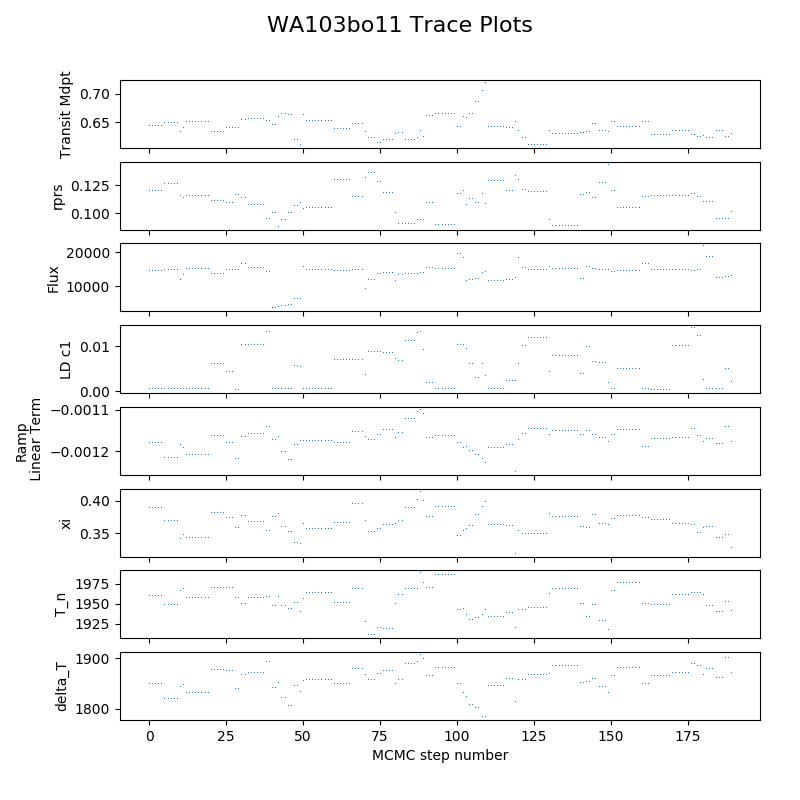 WA103bo11 Trace Plots
Transit Mdpt
0.70
0.65
rprs
0.125
0.100
Flux
20000
10000
LD c1
0.01
0.00
Ramp
Linear Term
−0.0011
−0.0012
xi
0.40
0.35
T_n
1975
1950
1925
delta_T
1900
1800
0 25 50 75 100 125 150 175
MCMC step number